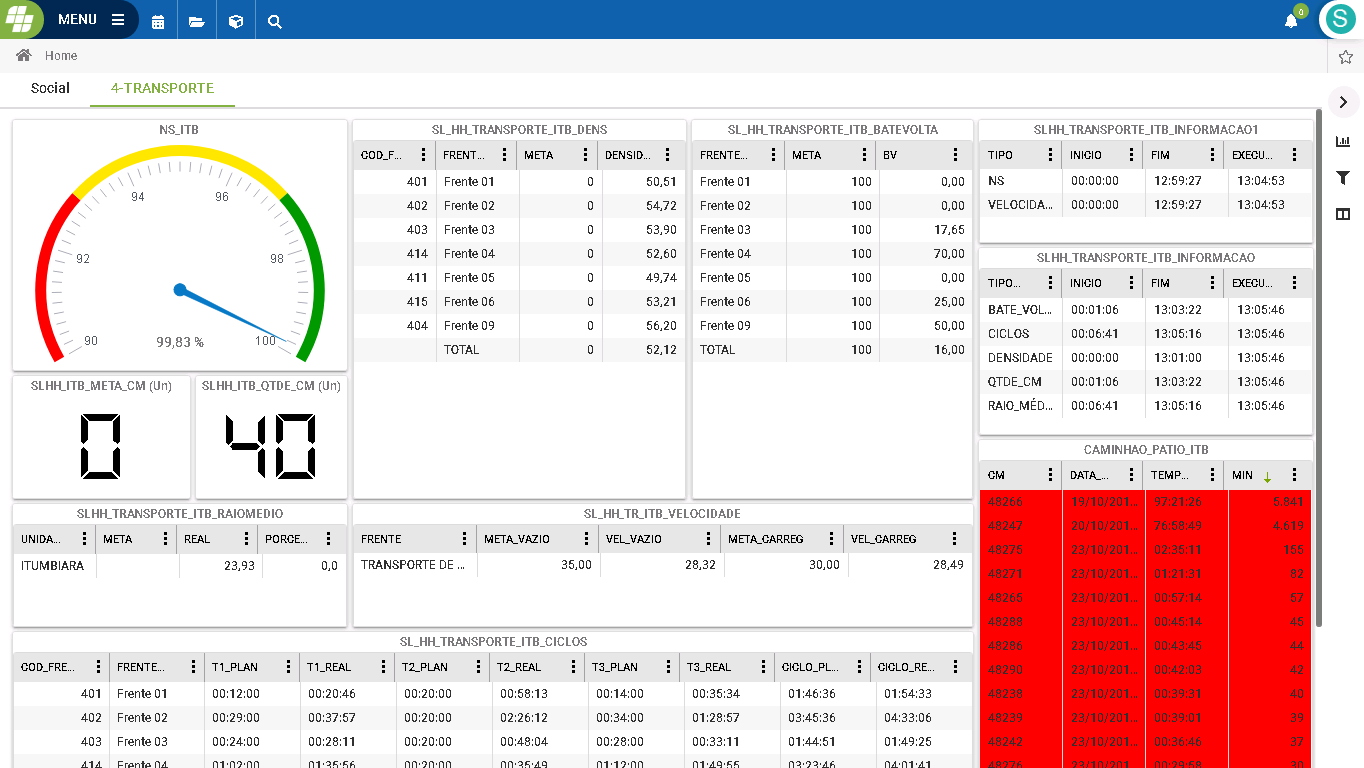 MENU
0
S
Home
Social
4-TRANSPORTE
NS_ITB
94
96
92
98
90
99,83 %
100
SLHH_ITB_META_CM (Un)
0
SLHH_ITB_QTDE_CM (Un)
40
SL_HH_TRANSPORTE_ITB_DENS
COD_F... FRENT... META DENSID...
401 Frente 01 0 50,51
402 Frente 02 0 54,72
403 Frente 03 0 53,90
414 Frente 04 0 52,60
411 Frente 05 0 49,74
415 Frente 06 0 53,21
404 Frente 09 0 56,20
TOTAL 0 52,12
SL_HH_TRANSPORTE_ITB_BATEVOLTA
FRENTE... META BV
Frente 01 100 0,00
Frente 02 100 0,00
Frente 03 100 17,65
Frente 04 100 70,00
Frente 05 100 0,00
Frente 06 100 25,00
Frente 09 100 50,00
TOTAL 100 16,00
SLHH_TRANSPORTE_ITB_INFORMACAO1
TIPO INICIO FIM EXECU...
NS 00:00:00 12:59:27 13:04:53
VELOCIDA... 00:00:00 12:59:27 13:04:53
SLHH_TRANSPORTE_ITB_INFORMACAO
TIPO... INICIO FIM EXECU...
BATE_VOL... 00:01:06 13:03:22 13:05:46
CICLOS 00:06:41 13:05:16 13:05:46
DENSIDADE 00:00:00 13:01:00 13:05:46
QTDE_CM 00:01:06 13:03:22 13:05:46
RAIO_MÉD... 00:06:41 13:05:16 13:05:46
SLHH_TRANSPORTE_ITB_RAIOMEDIO
UNIDA... META REAL PORCE...
ITUMBIARA 23,93 0,0
SL_HH_TR_ITB_VELOCIDADE
FRENTE META_VAZIO VEL_VAZIO META_CARREG VEL_CARREG
TRANSPORTE DE ... 35,00 28,32 30,00 28,49
CAMINHAO_PATIO_ITB
CM DATA_... TEMP... MIN
48266 19/10/201... 97:21:26 5.841
48247 20/10/201... 76:58:49 4.619
48275 23/10/201... 02:35:11 155
48271 23/10/201... 01:21:31 82
48265 23/10/201... 00:57:14 57
48288 23/10/201... 00:45:14 45
48286 23/10/201... 00:43:45 44
48290 23/10/201... 00:42:03 42
48238 23/10/201... 00:39:31 40
48239 23/10/201... 00:39:01 39
48242 23/10/201... 00:36:46 37
48276 23/10/201... 00:29:58 30
SL_HH_TRANSPORTE_ITB_CICLOS
COD_FRE... FRENTE... T1_PLAN T1_REAL T2_PLAN T2_REAL T3_PLAN T3_REAL CICLO_PL... CICLO_RE...
401 Frente 01 00:12:00 00:20:46 00:20:00 00:58:13 00:14:00 00:35:34 01:46:36 01:54:33
402 Frente 02 00:29:00 00:37:57 00:20:00 02:26:12 00:34:00 01:28:57 03:45:36 04:33:06
403 Frente 03 00:24:00 00:28:11 00:20:00 00:48:04 00:28:00 00:33:11 01:44:51 01:49:25
414 Frente 04 01:02:00 01:35:56 00:20:00 00:35:49 01:12:00 01:49:55 03:23:46 04:01:41